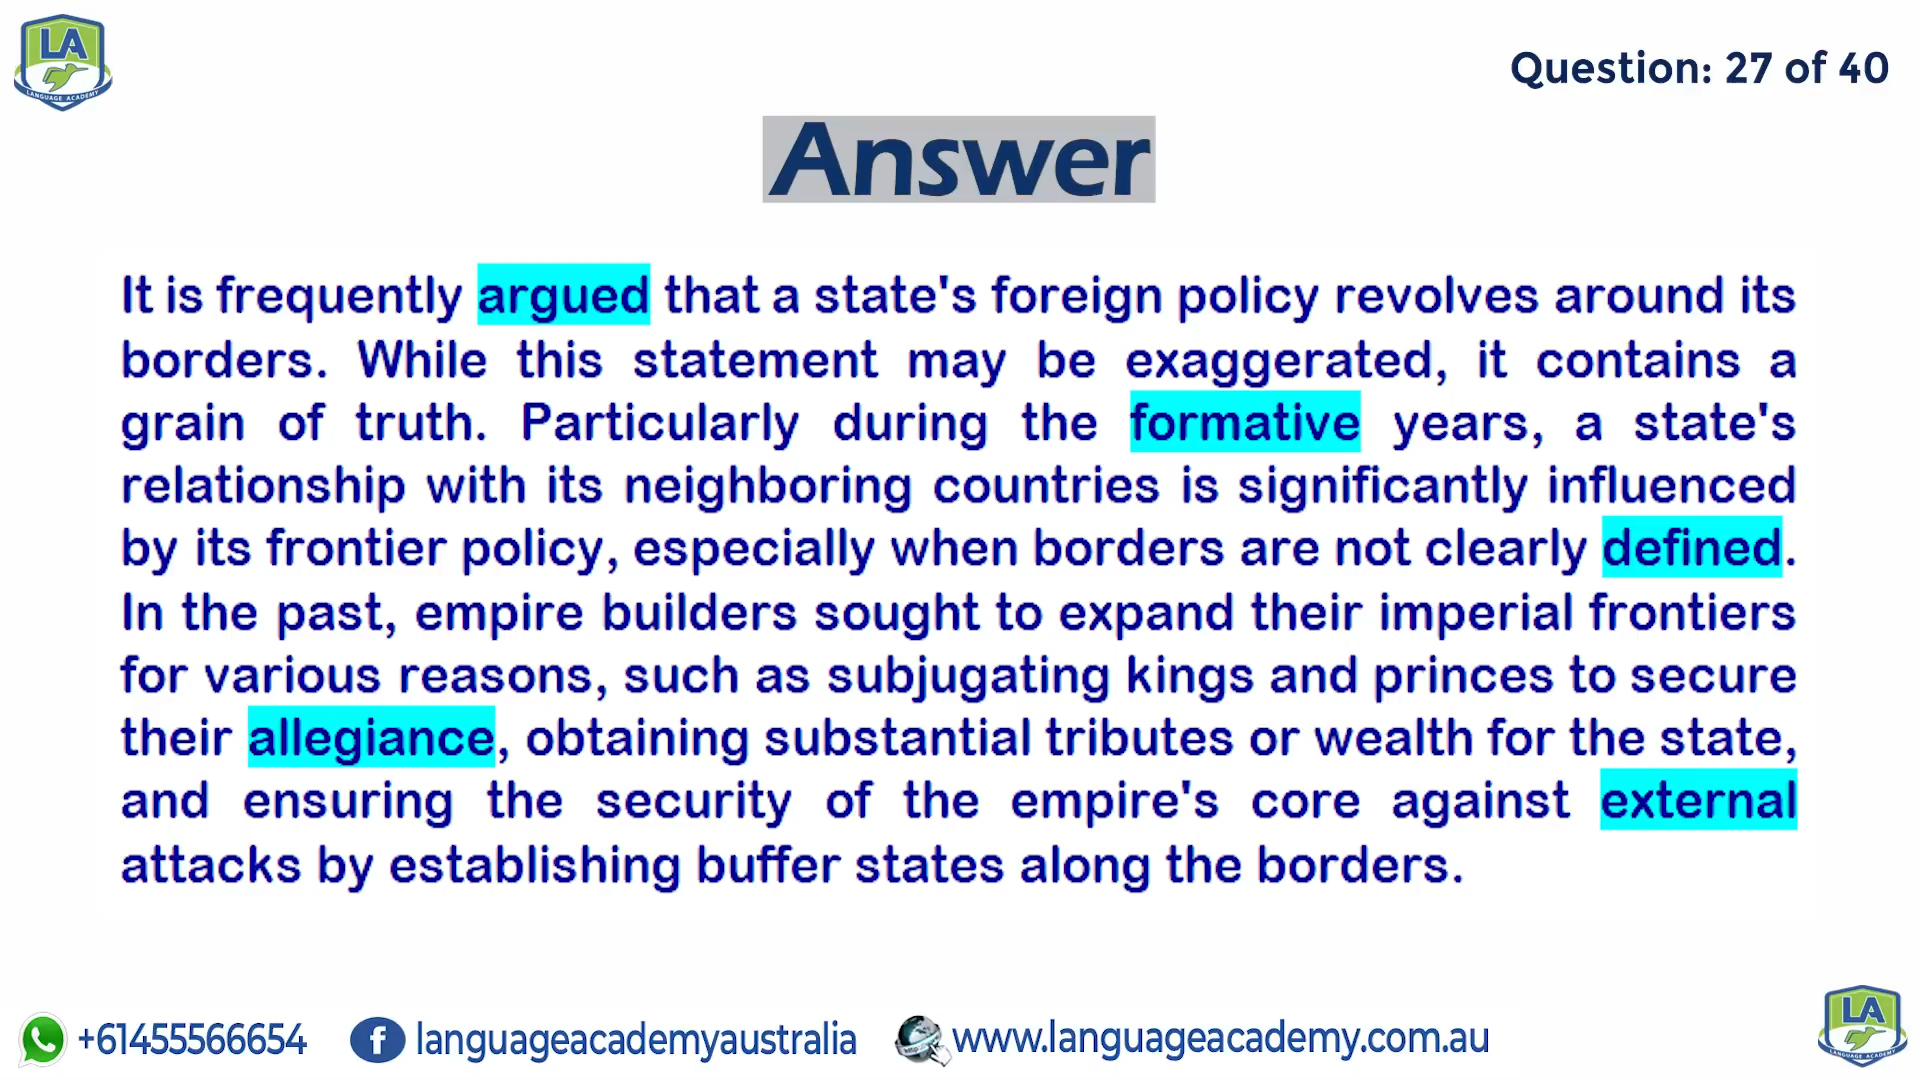 LA
LANGUAGE ACADEMY
Question: 27 of 40
Answer
It is frequently argued that a state's foreign policy revolves around its
borders. While this statement may be exaggerated, it contains a
grain of truth. Particularly during the formative years, a state's
relationship with its neighboring countries is significantly influenced
by its frontier policy, especially when borders are not clearly defined.
In the past, empire builders sought to expand their imperial frontiers
for various reasons, such as subjugating kings and princes to secure
their allegiance, obtaining substantial tributes or wealth for the state,
and ensuring the security of the empire's core against external
attacks by establishing buffer states along the borders.
+61455566654 f languageacademyaustralia http www.languageacademy.com.au
LA
LANGUAGE ACADEMY